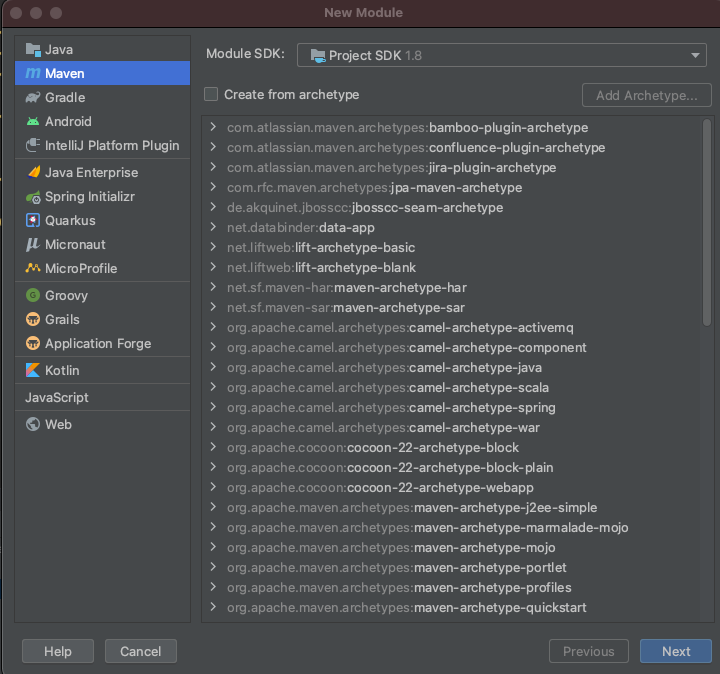 New Module
Java
Maven
Gradle
Android
IntelliJ Platform Plugin
Java Enterprise
Spring Initializr
Quarkus
Micronaut
MicroProfile
Groovy
Grails
Application Forge
Kotlin
JavaScript
Web
Module SDK: Project SDK 1.8
Create from archetype Add Archetype...
com.atlassian.maven.archetypes:bamboo-plugin-archetype
com.atlassian.maven.archetypes:confluence-plugin-archetype
com.atlassian.maven.archetypes:jira-plugin-archetype
com.rfc.maven.archetypes:jpa-maven-archetype
de.akquinet.jbosscc:jbosscc-seam-archetype
net.databinder:data-app
net.liftweb:lift-archetype-basic
net.liftweb:lift-archetype-blank
net.sf.maven-har:maven-archetype-har
net.sf.maven-sar:maven-archetype-sar
org.apache.camel.archetypes:camel-archetype-activemq
org.apache.camel.archetypes:camel-archetype-component
org.apache.camel.archetypes:camel-archetype-java
org.apache.camel.archetypes:camel-archetype-scala
org.apache.camel.archetypes:camel-archetype-spring
org.apache.camel.archetypes:camel-archetype-war
org.apache.cocoon:cocoon-22-archetype-block
org.apache.cocoon:cocoon-22-archetype-block-plain
org.apache.cocoon:cocoon-22-archetype-webapp
org.apache.maven.archetypes:maven-archetype-j2ee-simple
org.apache.maven.archetypes:maven-archetype-marmalade-mojo
org.apache.maven.archetypes:maven-archetype-mojo
org.apache.maven.archetypes:maven-archetype-portlet
org.apache.maven.archetypes:maven-archetype-profiles
org.apache.maven.archetypes:maven-archetype-quickstart
Help Cancel Previous Next